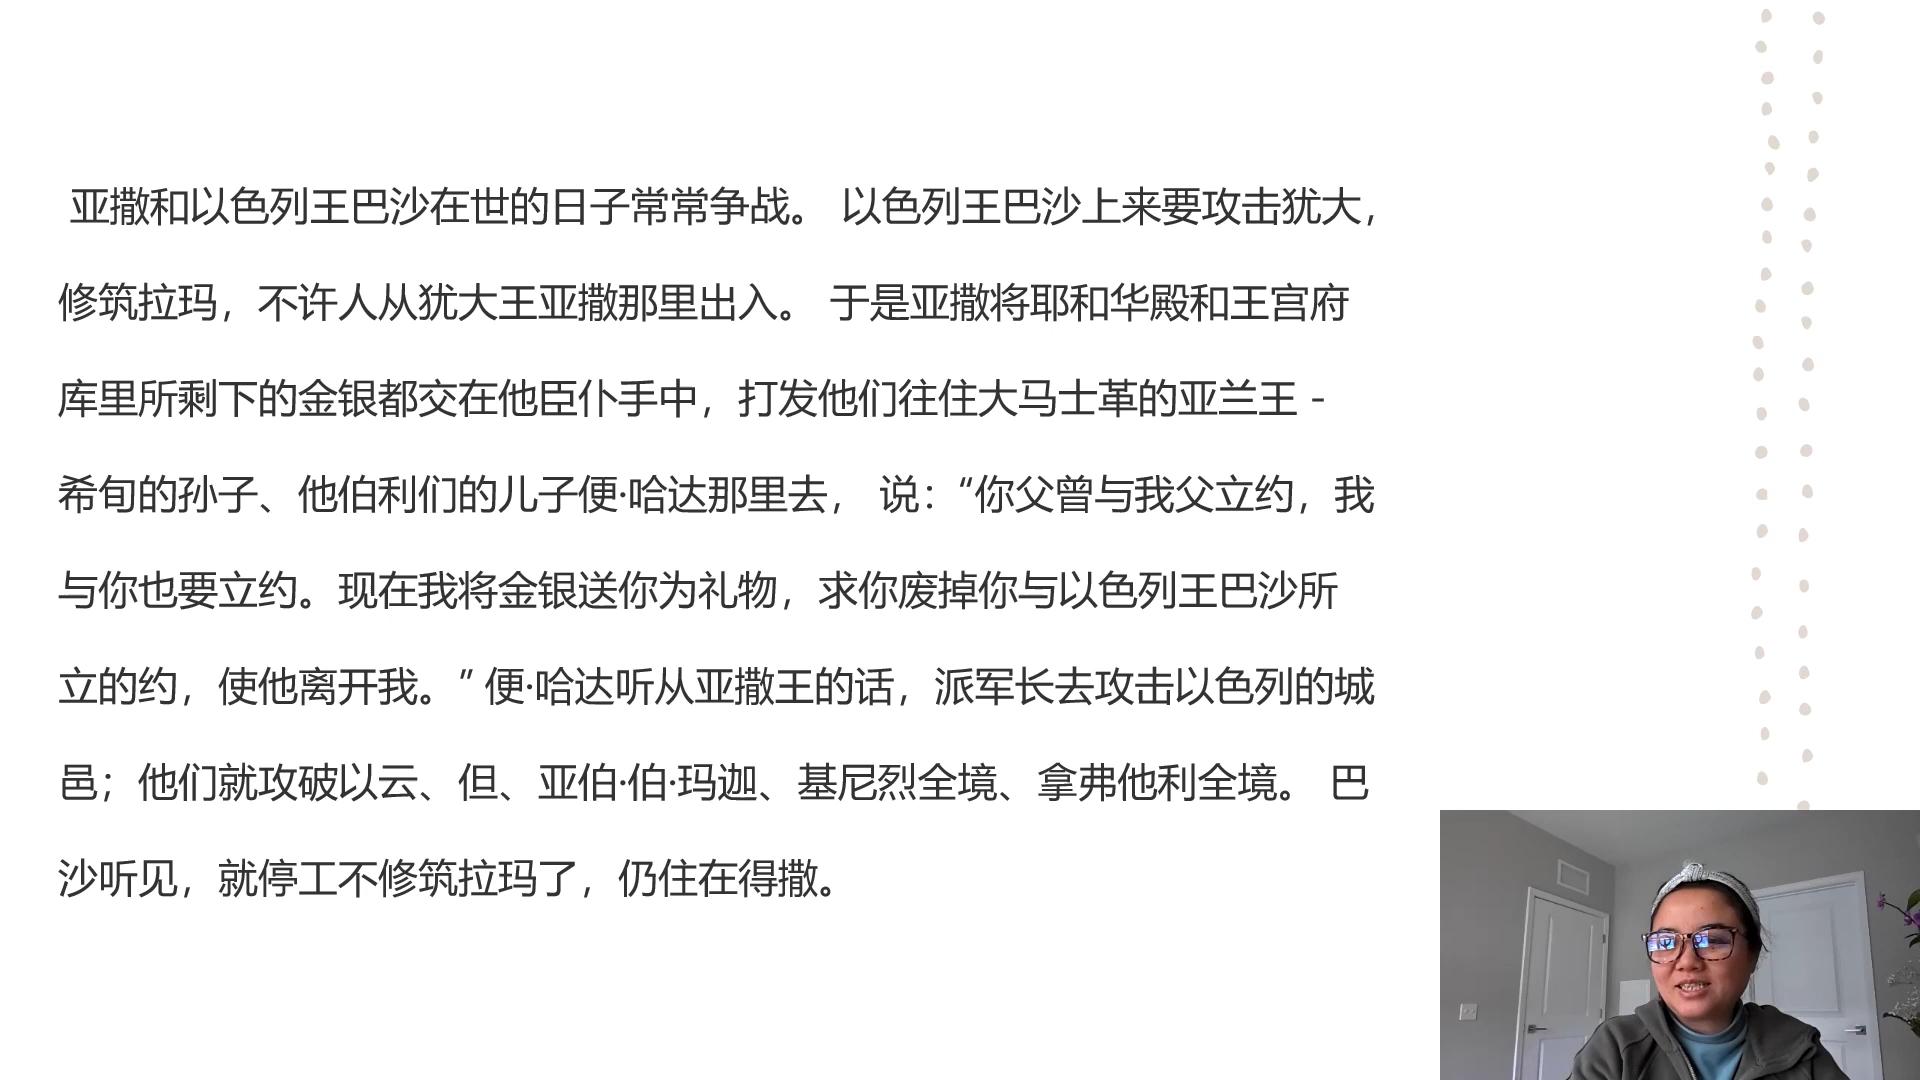 亚撒和以色列王巴沙在世的日子常常争战。 以色列王巴沙上来要攻击犹大，
修筑拉玛，不许人从犹大王亚撒那里出入。 于是亚撒将耶和华殿和王宫府
库里所剩下的金银都交在他臣仆手中，打发他们往住大马士革的亚兰王 -
希旬的孙子、他伯利们的儿子便·哈达那里去， 说：“你父曾与我父立约，我
与你也要立约。现在我将金银送你为礼物，求你废掉你与以色列王巴沙所
立的约，使他离开我。” 便·哈达听从亚撒王的话，派军长去攻击以色列的城
邑；他们就攻破以云、但、亚伯·伯·玛迦、基尼烈全境、拿弗他利全境。 巴
沙听见，就停工不修筑拉玛了，仍住在得撒。